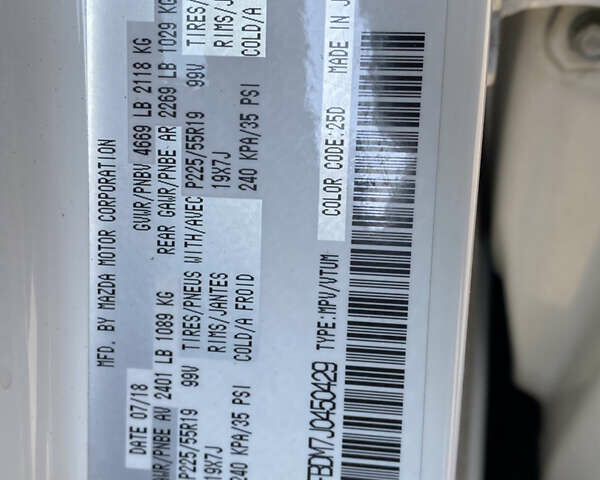 MFD. BY MAZDA MOTOR CORPORATION
DATE 07/18 GVWR/PNBV 4669 LB 2118 KG
GAWR/PNBE AV 2401 LB 1089 KG REAR GAWR/PNBE AR 2269 LB 1029 KG
P225/55R19 99V TIRES/PNEUS WITH/AVEC P225/55R19 99V TIRES/
19X7J RIMS/JANTES 19X7J RIMS/J
240 KPA/35 PSI COLD/A FROID 240 KPA/35 PSI COLD/A
FBDM7J0450429 TYPE:MPV/VTUM COLOR CODE:25D MADE IN J